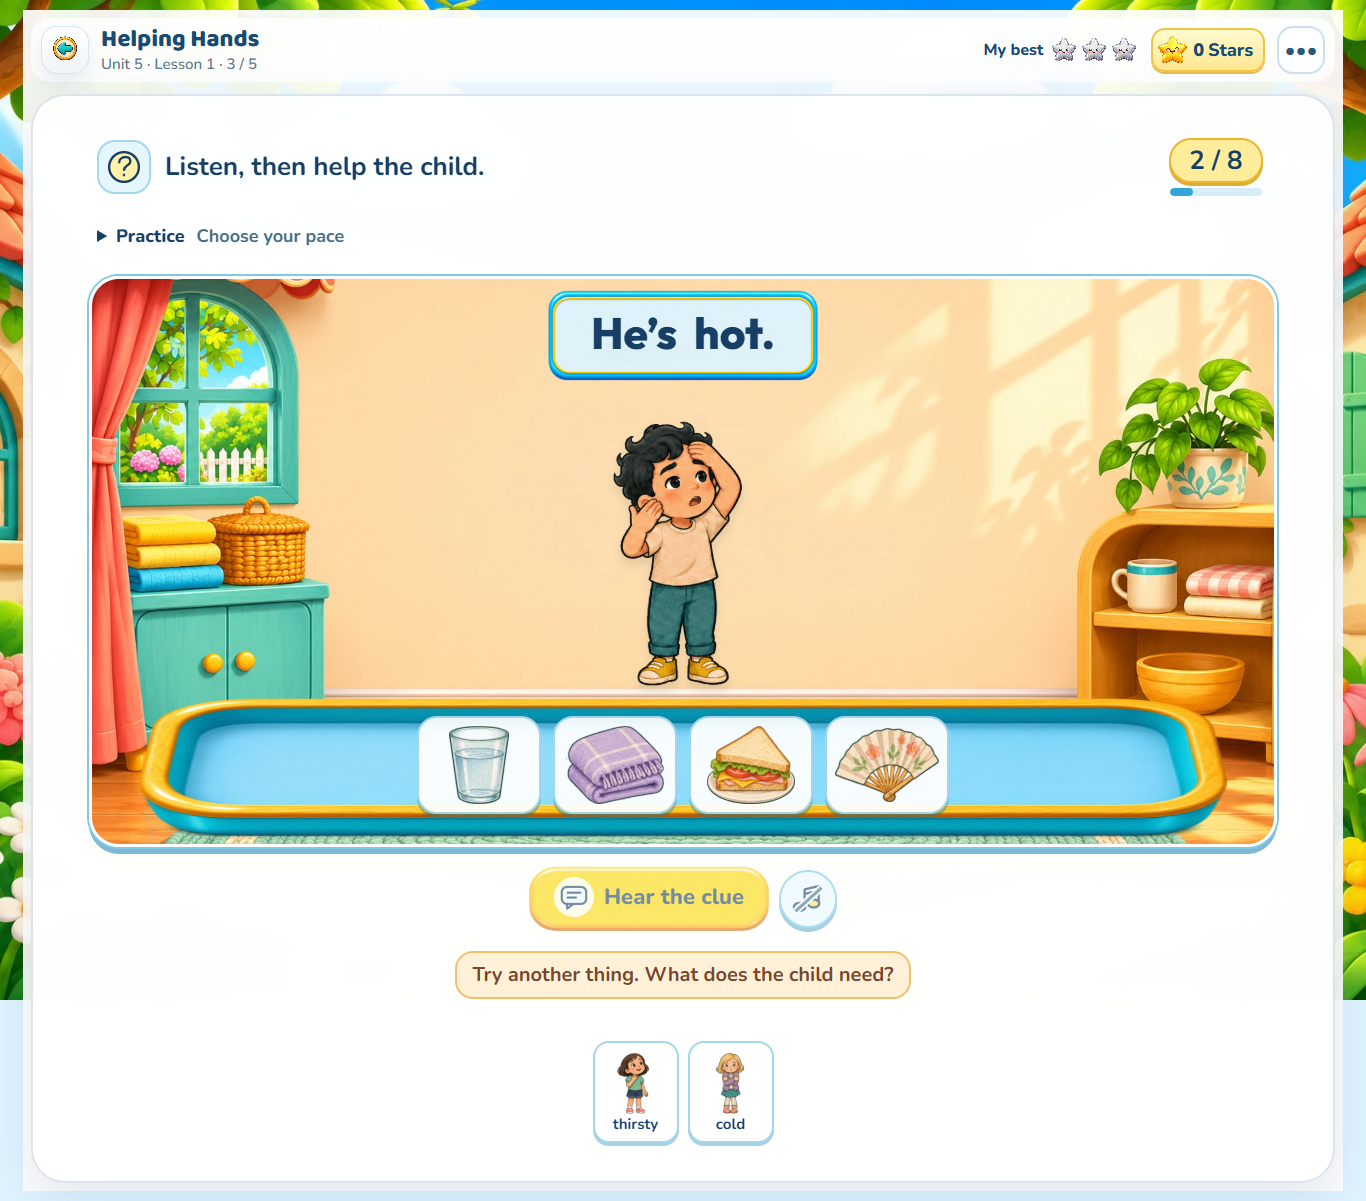 Helping Hands
Unit 5 · Lesson 1 · 3 / 5
My best
0 Stars
Listen, then help the child.
2 / 8
Practice Choose your pace
He's hot.
Hear the clue
Try another thing. What does the child need?
thirsty
cold